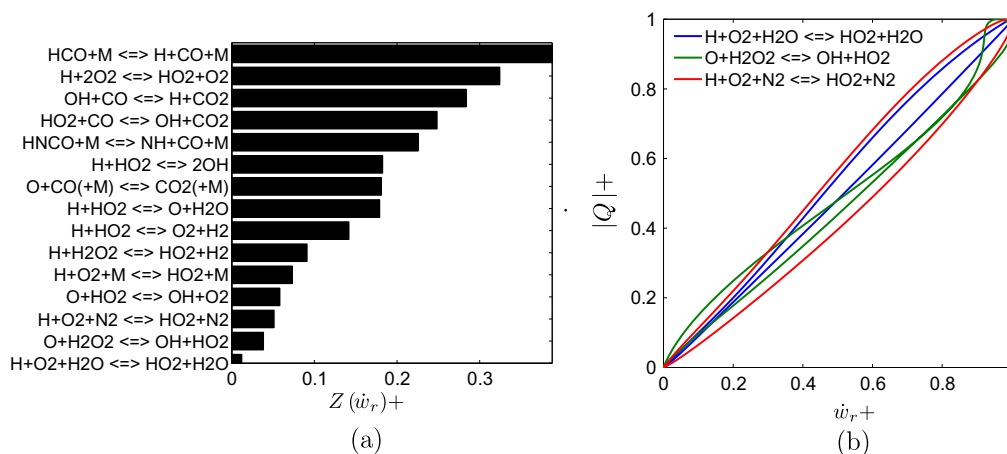 HCO+M <=> H+CO+M
H+2O2 <=> HO2+O2
OH+CO <=> H+CO2
HO2+CO <=> OH+CO2
HNCO+M <=> NH+CO+M
H+HO2 <=> 2OH
O+CO(+M) <=> CO2(+M)
H+HO2 <=> O+H2O
H+HO2 <=> O2+H2
H+H2O2 <=> HO2+H2
H+O2+M <=> HO2+M
O+HO2 <=> OH+O2
H+O2+N2 <=> HO2+N2
O+H2O2 <=> OH+HO2
H+O2+H2O <=> HO2+H2O
0 0.1 0.2 0.3
Z (ẇr)+
(a)
H+O2+H2O <=> HO2+H2O
O+H2O2 <=> OH+HO2
H+O2+N2 <=> HO2+N2
1
0.8
0.6
0.4
0.2
0
|Q̇|+
0 0.2 0.4 0.6 0.8
ẇr+
(b)